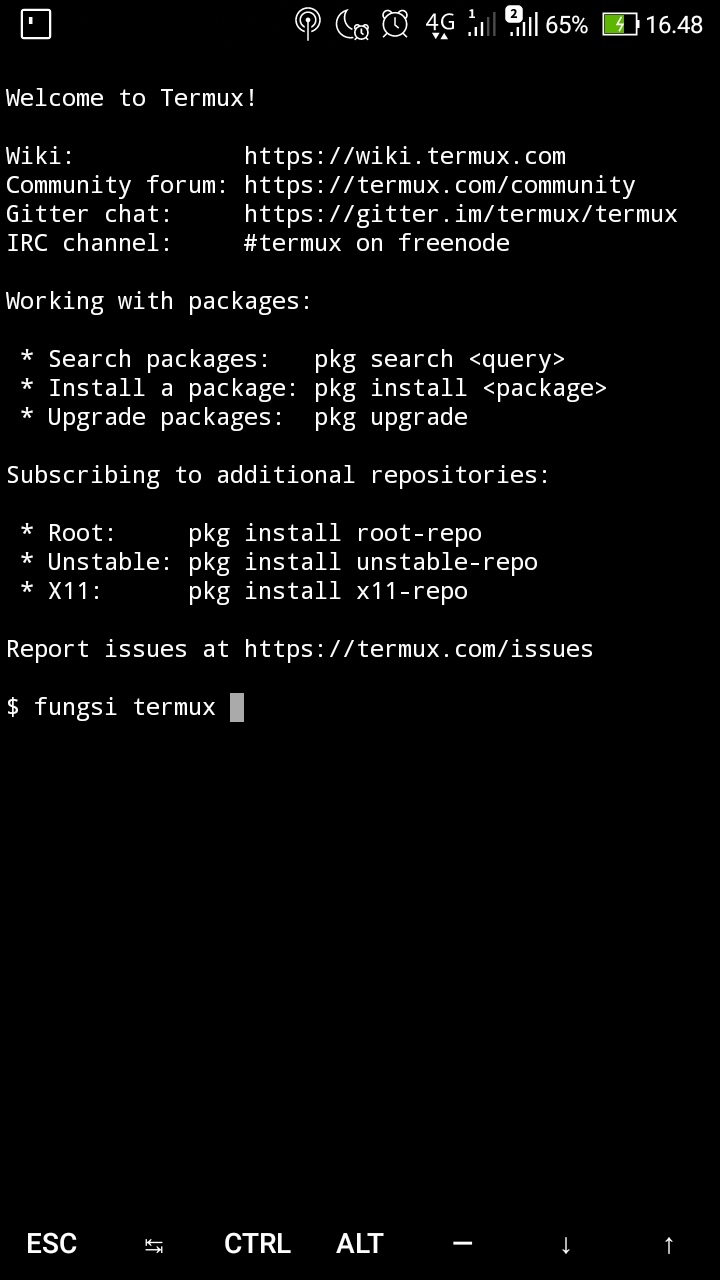 4G 1 2 65% 16.48
Welcome to Termux!
Wiki: https://wiki.termux.com
Community forum: https://termux.com/community
Gitter chat: https://gitter.im/termux/termux
IRC channel: #termux on freenode
Working with packages:
* Search packages: pkg search <query>
* Install a package: pkg install <package>
* Upgrade packages: pkg upgrade
Subscribing to additional repositories:
* Root: pkg install root-repo
* Unstable: pkg install unstable-repo
* X11: pkg install x11-repo
Report issues at https://termux.com/issues
$ fungsi termux
ESC ↹ CTRL ALT — ↓ ↑